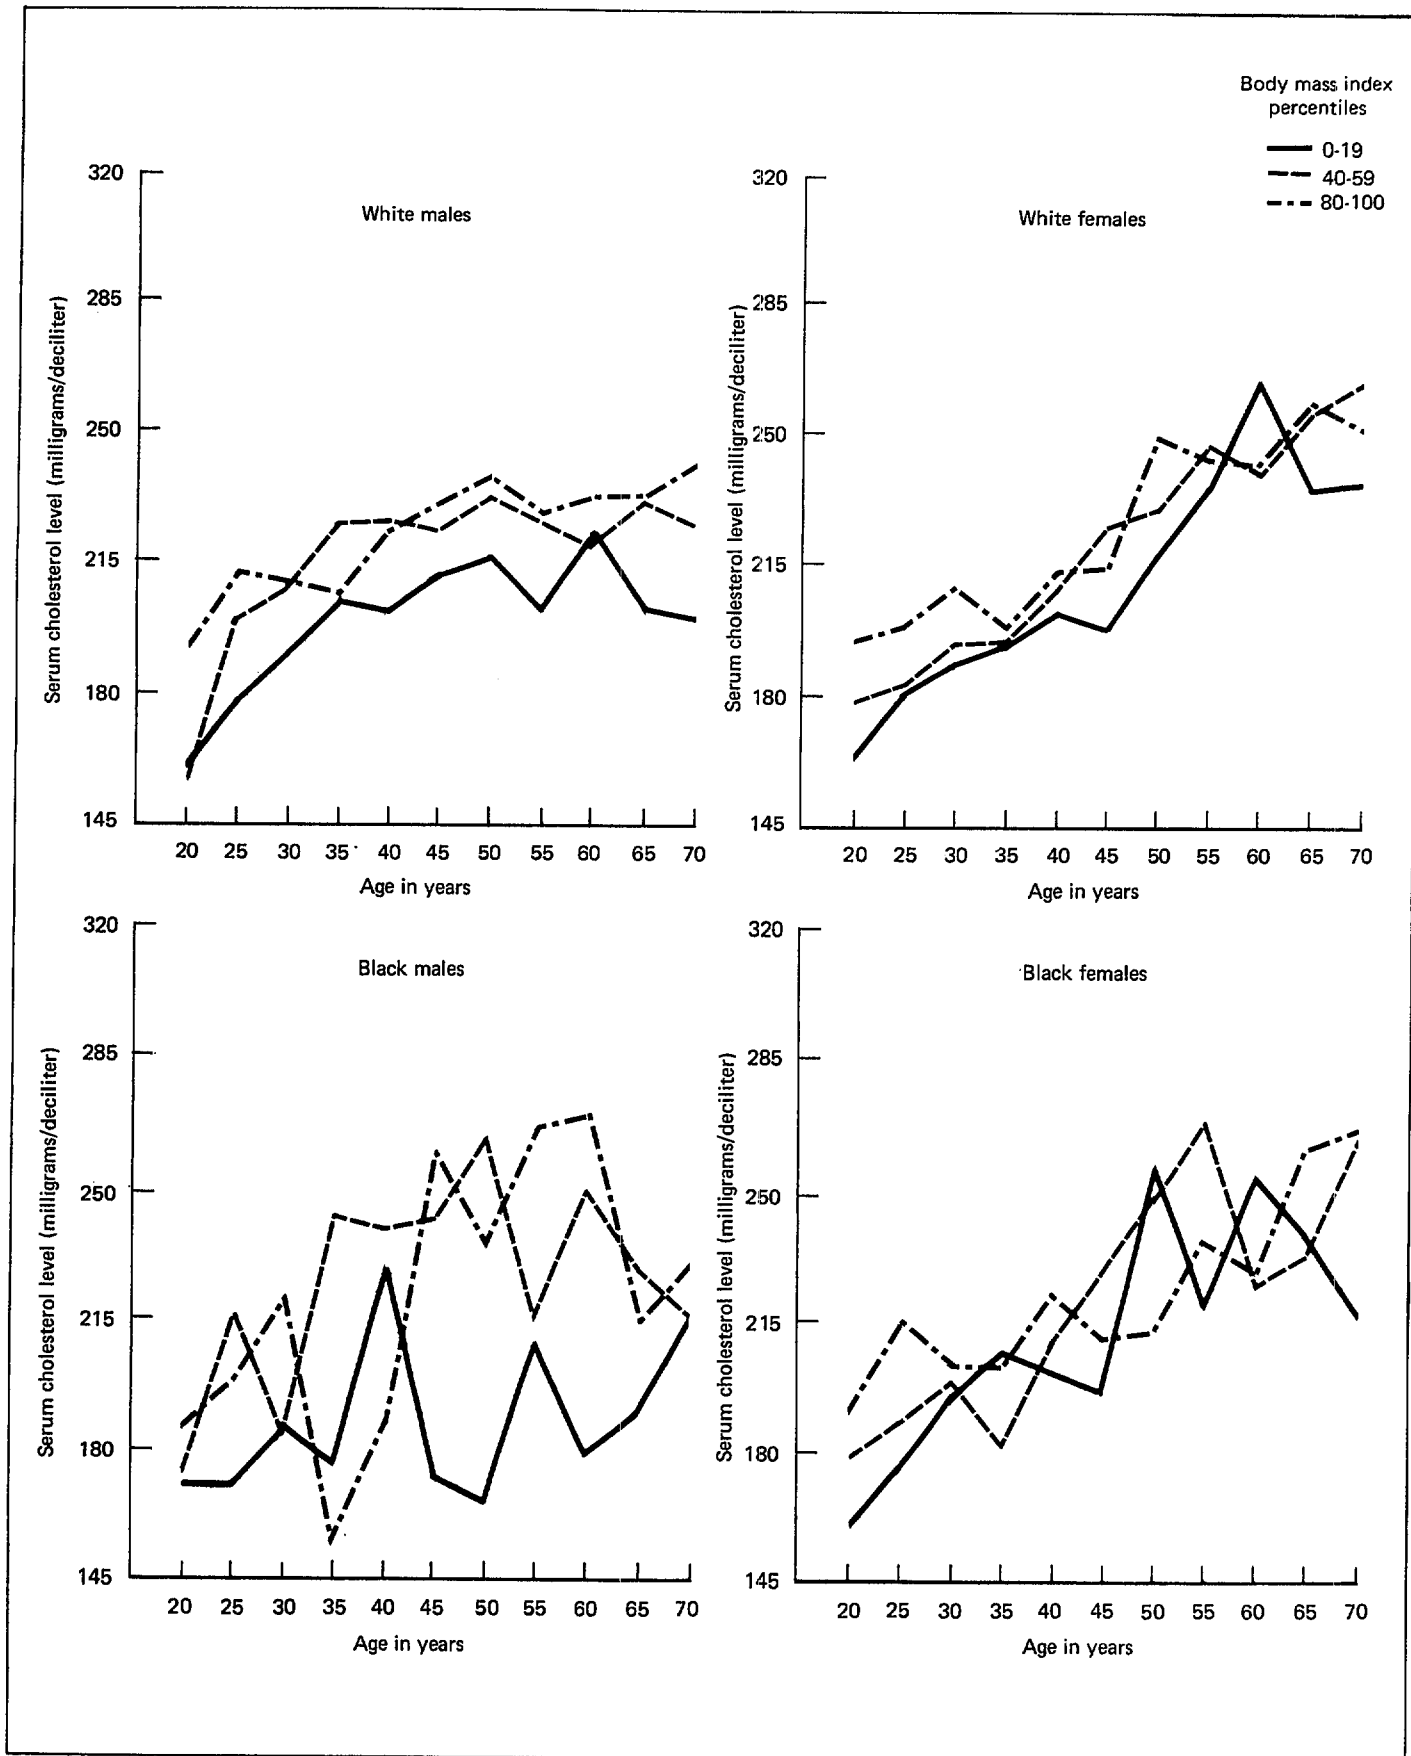 Body mass index
percentiles
0-19
40-59
80-100
White males
Serum cholesterol level (milligrams/deciliter)
320
285
250
215
180
145
20 25 30 35 40 45 50 55 60 65 70
Age in years
White females
Serum cholesterol level (milligrams/deciliter)
320
285
250
215
180
145
20 25 30 35 40 45 50 55 60 65 70
Age in years
Black males
Serum cholesterol level (milligrams/deciliter)
320
285
250
215
180
145
20 25 30 35 40 45 50 55 60 65 70
Age in years
Black females
Serum cholesterol level (milligrams/deciliter)
320
285
250
215
180
145
20 25 30 35 40 45 50 55 60 65 70
Age in years